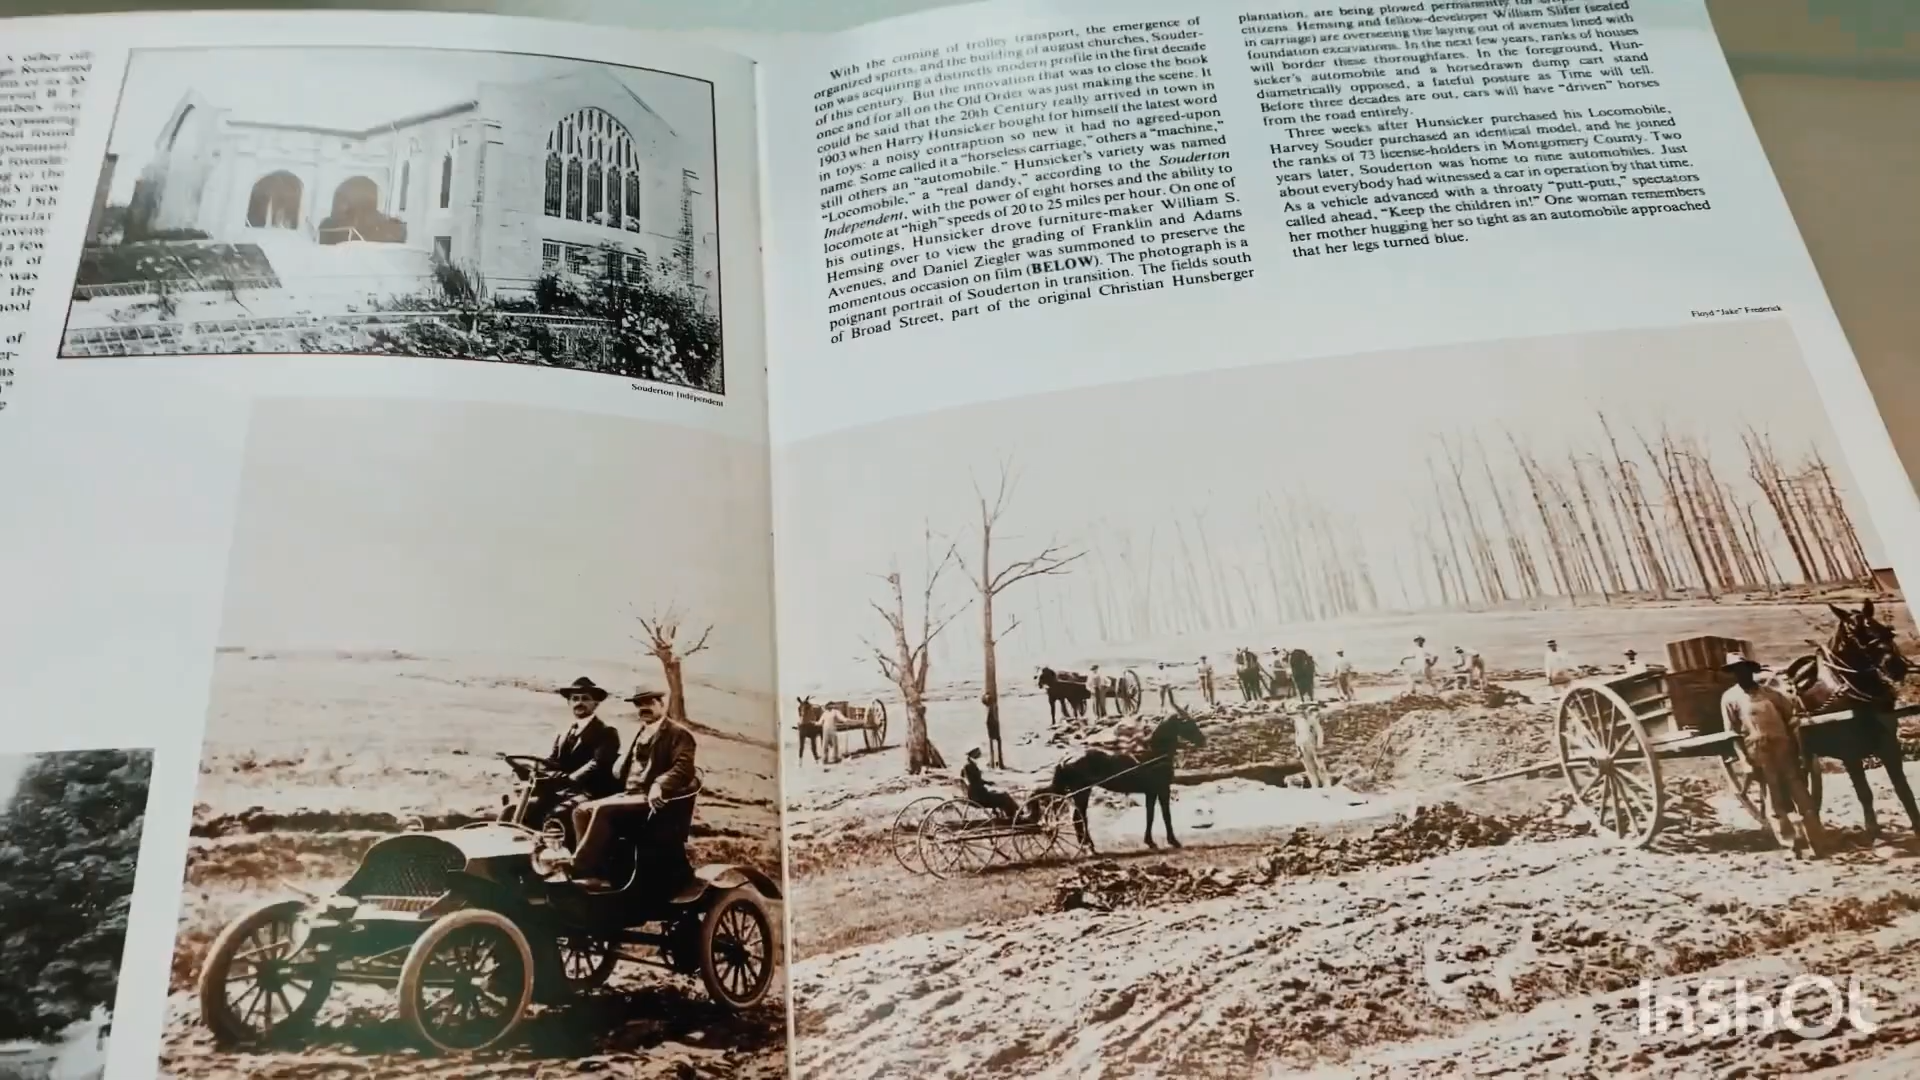 of
the
of
With the coming of trolley transport, the emergence of
organized sports, and the building of august churches, Souder-
ton was acquiring a distinctly modern profile in the first decade
of this century. But the innovation that was to close the book
once and for all on the Old Order was just making the scene. It
could be said that the 20th Century really arrived in town in
1903 when Harry Hunsicker bought for himself the latest word
in toys: a noisy contraption so new it had no agreed-upon
name. Some called it a "horseless carriage," others a "machine,"
still others an "automobile." Hunsicker's variety was named
"Locomobile," a "real dandy," according to the Souderton
Independent, with the power of eight horses and the ability to
locomote at "high" speeds of 20 to 25 miles per hour. On one of
his outings, Hunsicker drove furniture-maker William S.
Hemsing over to view the grading of Franklin and Adams
Avenues, and Daniel Ziegler was summoned to preserve the
momentous occasion on film (BELOW). The photograph is a
poignant portrait of Souderton in transition. The fields south
of Broad Street, part of the original Christian Hunsberger
plantation, are being plowed permanently
citizens. Hemsing and fellow-developer William Slifer (seated
in carriage) are overseeing the laying out of avenues lined with
foundation excavations. In the next few years, ranks of houses
will border these thoroughfares. In the foreground, Hun-
sicker's automobile and a horsedrawn dump cart stand
diametrically opposed, a fateful posture as Time will tell.
Before three decades are out, cars will have "driven" horses
from the road entirely.
Three weeks after Hunsicker purchased his Locomobile,
Harvey Souder purchased an identical model, and he joined
the ranks of 73 license-holders in Montgomery County. Two
years later, Souderton was home to nine automobiles. Just
about everybody had witnessed a car in operation by that time.
As a vehicle advanced with a throaty "putt-putt," spectators
called ahead, "Keep the children in!" One woman remembers
her mother hugging her so tight as an automobile approached
that her legs turned blue.
Souderton Independent
Floyd "Jake" Frederick
InShOt